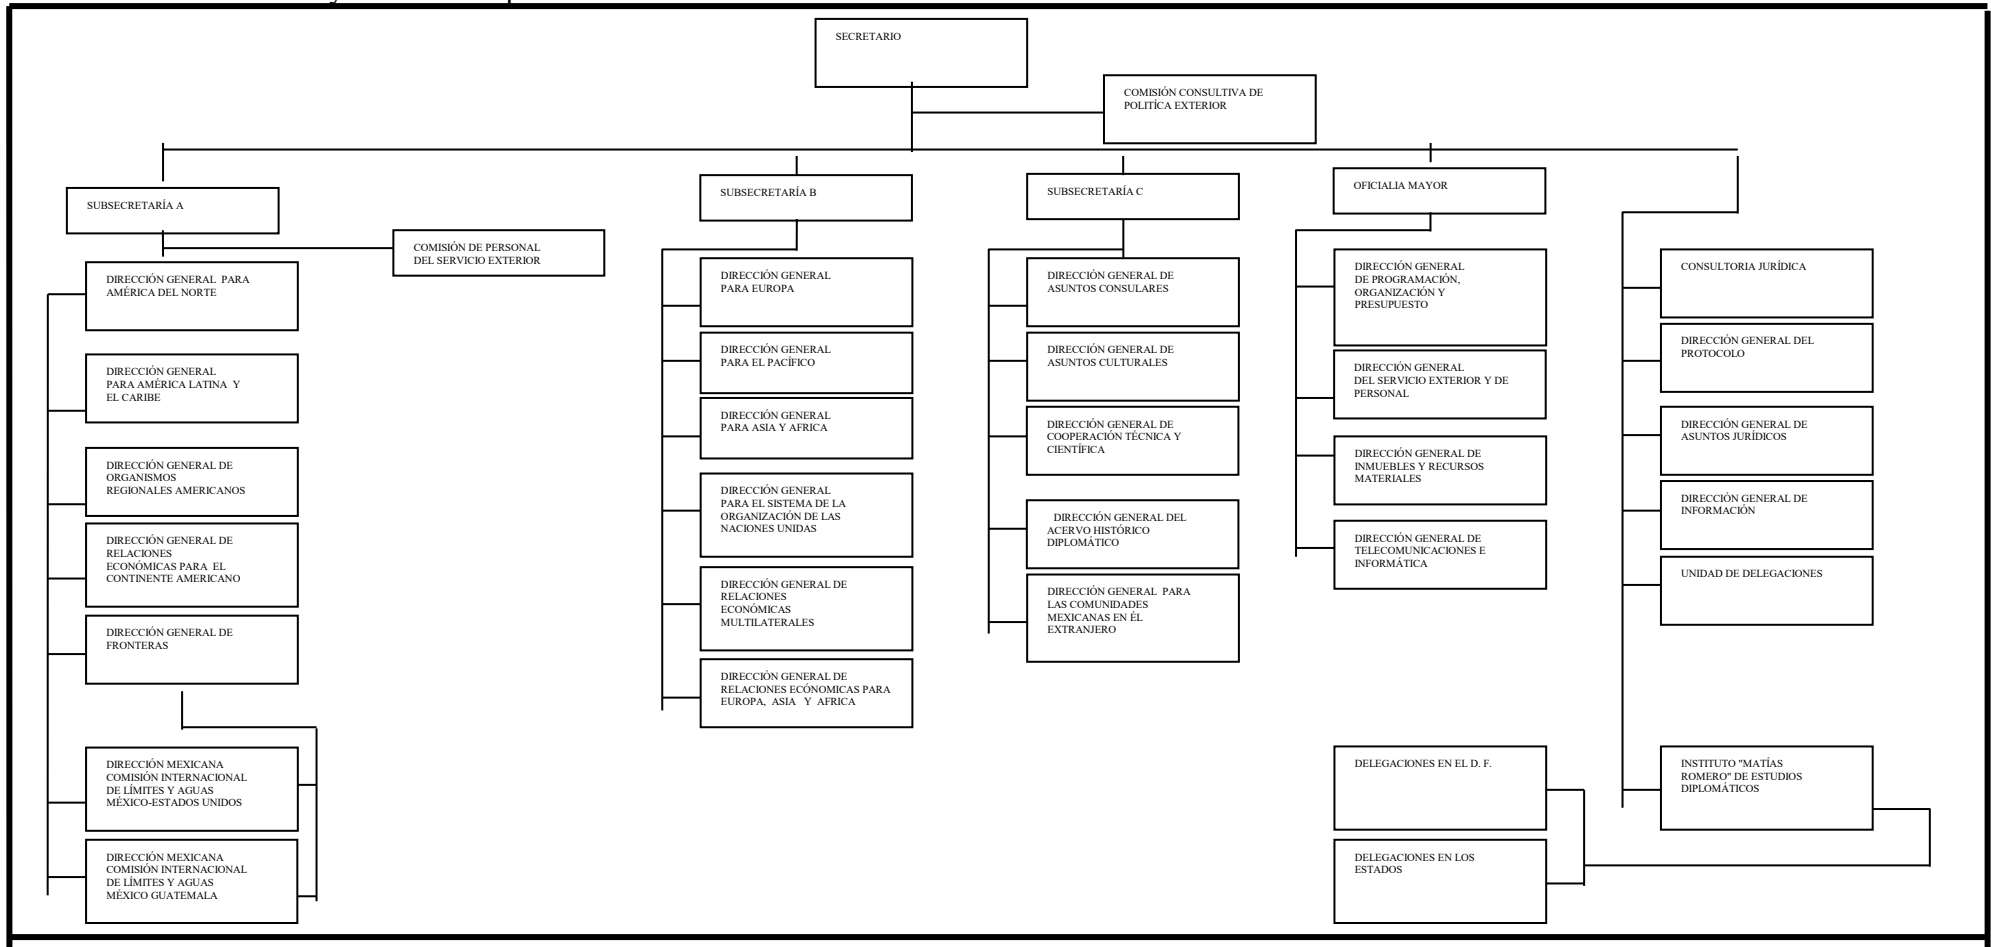 SECRETARIO
COMISIÓN CONSULTIVA DE
POLITÍCA EXTERIOR
SUBSECRETARÍA A
COMISIÓN DE PERSONAL
DEL SERVICIO EXTERIOR
DIRECCIÓN GENERAL PARA
AMÉRICA DEL NORTE
DIRECCIÓN GENERAL
PARA AMÉRICA LATINA Y
EL CARIBE
DIRECCIÓN GENERAL DE
ORGANISMOS
REGIONALES AMERICANOS
DIRECCIÓN GENERAL DE
RELACIONES
ECONÓMICAS PARA EL
CONTINENTE AMERICANO
DIRECCIÓN GENERAL DE
FRONTERAS
DIRECCIÓN MEXICANA
COMISIÓN INTERNACIONAL
DE LÍMITES Y AGUAS
MÉXICO-ESTADOS UNIDOS
DIRECCIÓN MEXICANA
COMISIÓN INTERNACIONAL
DE LÍMITES Y AGUAS
MÉXICO GUATEMALA
SUBSECRETARÍA B
DIRECCIÓN GENERAL
PARA EUROPA
DIRECCIÓN GENERAL
PARA EL PACÍFICO
DIRECCIÓN GENERAL
PARA ASIA Y AFRICA
DIRECCIÓN GENERAL
PARA EL SISTEMA DE LA
ORGANIZACIÓN DE LAS
NACIONES UNIDAS
DIRECCIÓN GENERAL DE
RELACIONES
ECONÓMICAS
MULTILATERALES
DIRECCIÓN GENERAL DE
RELACIONES ECÓNOMICAS PARA
EUROPA, ASIA Y AFRICA
SUBSECRETARÍA C
DIRECCIÓN GENERAL DE
ASUNTOS CONSULARES
DIRECCIÓN GENERAL DE
ASUNTOS CULTURALES
DIRECCIÓN GENERAL DE
COOPERACIÓN TÉCNICA Y
CIENTÍFICA
DIRECCIÓN GENERAL DEL
ACERVO HISTÓRICO
DIPLOMÁTICO
DIRECCIÓN GENERAL PARA
LAS COMUNIDADES
MEXICANAS EN ÉL
EXTRANJERO
OFICIALIA MAYOR
DIRECCIÓN GENERAL
DE PROGRAMACIÓN,
ORGANIZACIÓN Y
PRESUPUESTO
DIRECCIÓN GENERAL
DEL SERVICIO EXTERIOR Y DE
PERSONAL
DIRECCIÓN GENERAL DE
INMUEBLES Y RECURSOS
MATERIALES
DIRECCIÓN GENERAL DE
TELECOMUNICACIONES E
INFORMÁTICA
DELEGACIONES EN EL D. F.
DELEGACIONES EN LOS
ESTADOS
CONSULTORIA JURÍDICA
DIRECCIÓN GENERAL DEL
PROTOCOLO
DIRECCIÓN GENERAL DE
ASUNTOS JURÍDICOS
DIRECCIÓN GENERAL DE
INFORMACIÓN
UNIDAD DE DELEGACIONES
INSTITUTO "MATÍAS
ROMERO" DE ESTUDIOS
DIPLOMÁTICOS